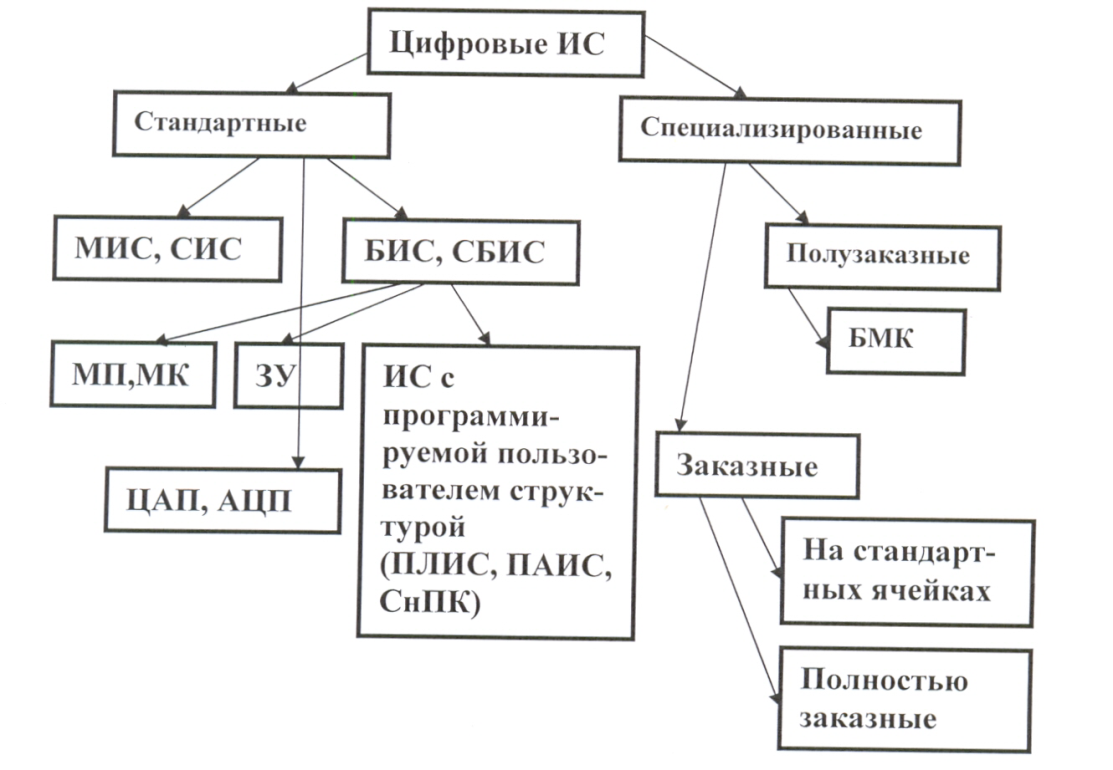 Цифровые ИС
Стандартные
Специализированные
МИС, СИС
БИС, СБИС
Полузаказные
БМК
МП,МК
ЗУ
ИС с
программи-
руемой пользо-
вателем струк-
турой
(ПЛИС, ПАИС,
СнПК)
ЦАП, АЦП
Заказные
На стандарт-
ных ячейках
Полностью
заказные